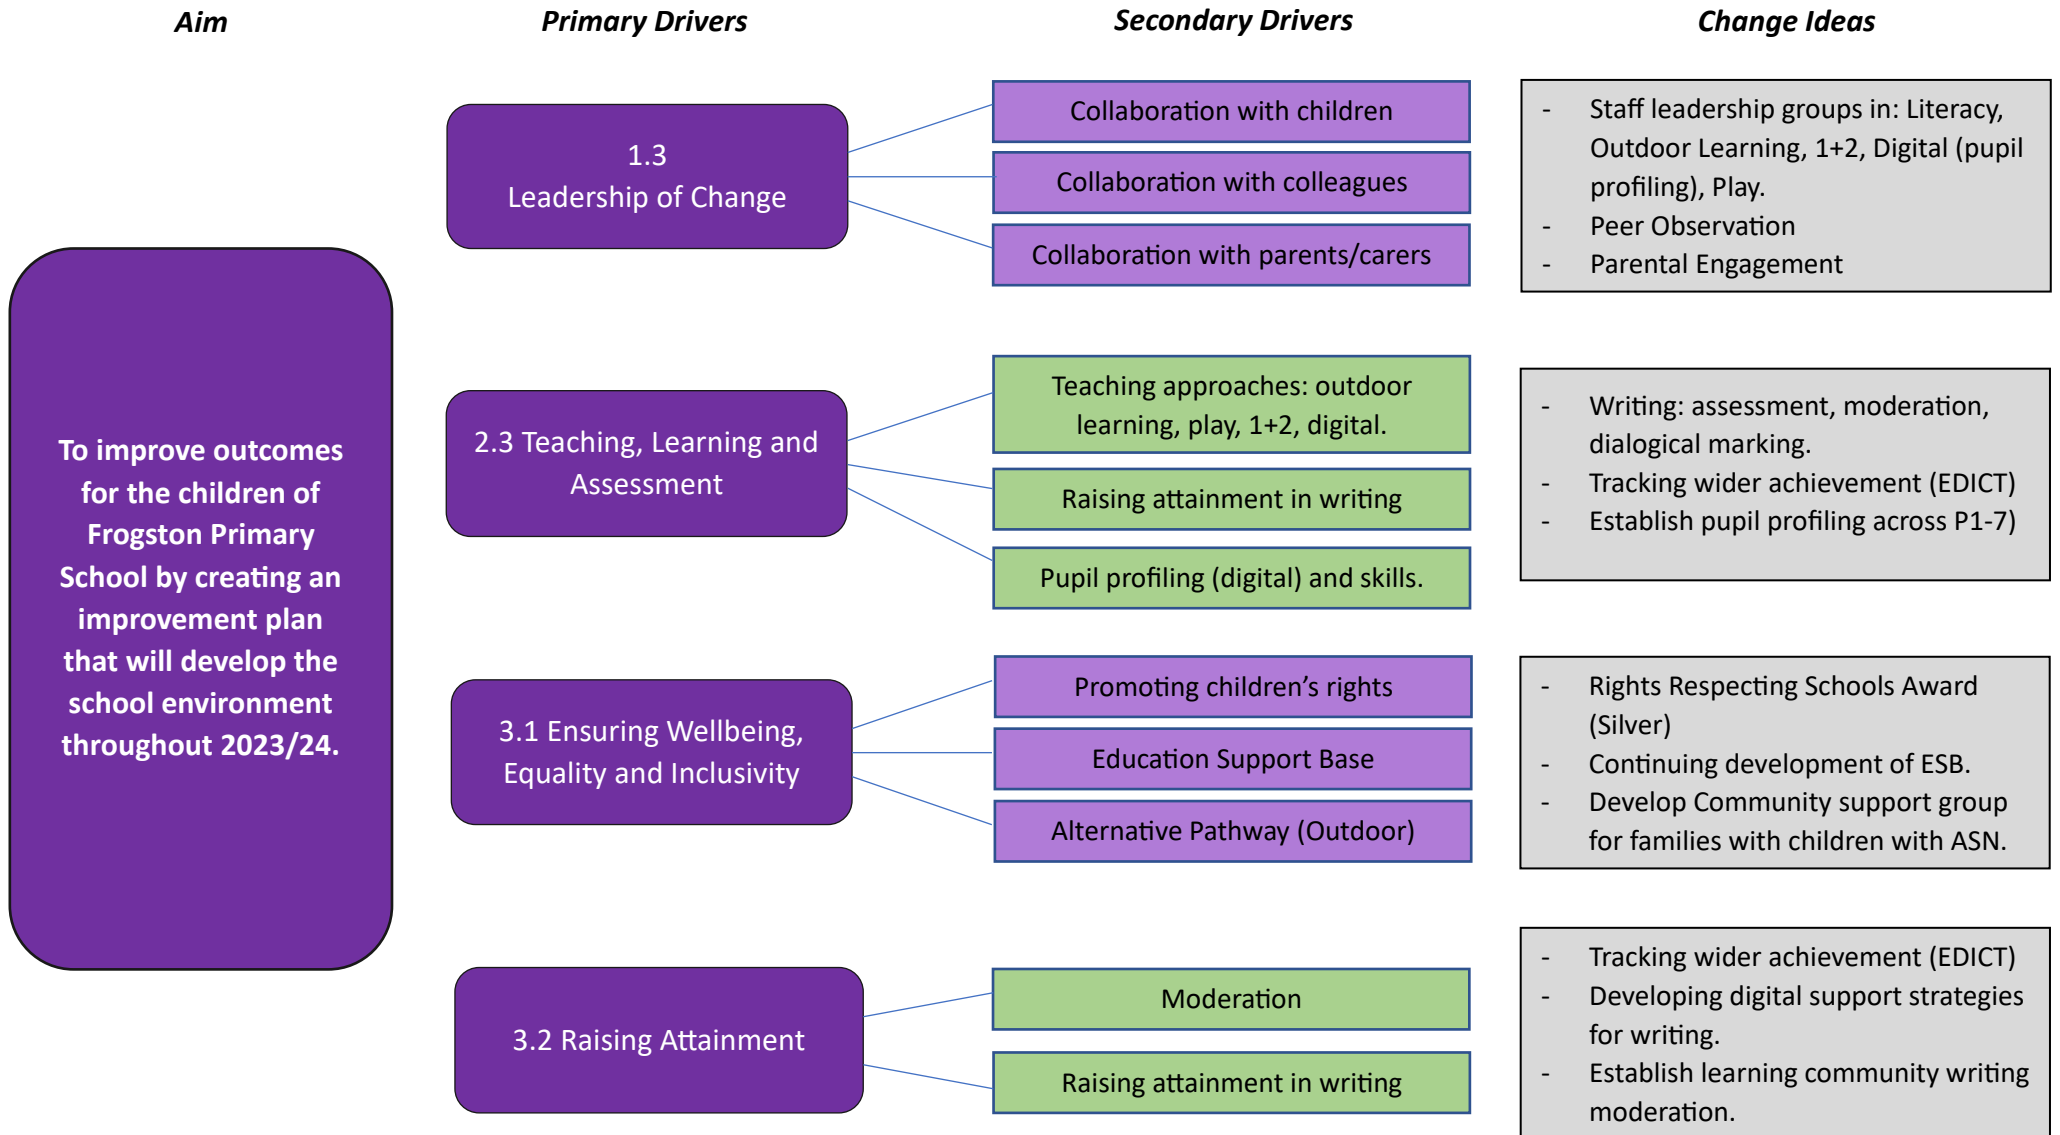 Aim
Primary Drivers
Secondary Drivers
Change Ideas
To improve outcomes
for the children of
Frogston Primary
School by creating an
improvement plan
that will develop the
school environment
throughout 2023/24.
1.3
Leadership of Change
Collaboration with children
Collaboration with colleagues
Collaboration with parents/carers
- Staff leadership groups in: Literacy,
Outdoor Learning, 1+2, Digital (pupil
profiling), Play.
- Peer Observation
- Parental Engagement
2.3 Teaching, Learning and
Assessment
Teaching approaches: outdoor
learning, play, 1+2, digital.
Raising attainment in writing
Pupil profiling (digital) and skills.
- Writing: assessment, moderation,
dialogical marking.
- Tracking wider achievement (EDICT)
- Establish pupil profiling across P1-7)
3.1 Ensuring Wellbeing,
Equality and Inclusivity
Promoting children’s rights
Education Support Base
Alternative Pathway (Outdoor)
- Rights Respecting Schools Award
(Silver)
- Continuing development of ESB.
- Develop Community support group
for families with children with ASN.
3.2 Raising Attainment
Moderation
Raising attainment in writing
- Tracking wider achievement (EDICT)
- Developing digital support strategies
for writing.
- Establish learning community writing
moderation.